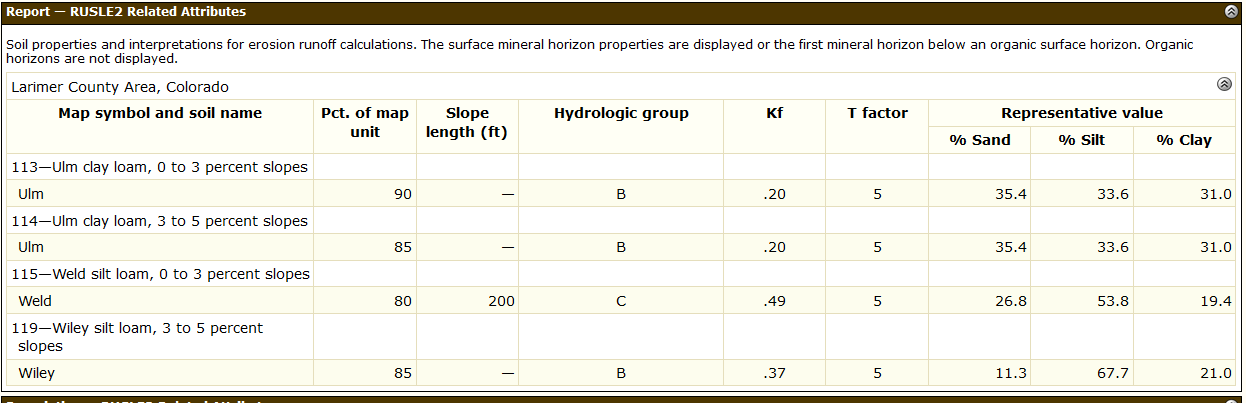 Report — RUSLE2 Related Attributes
Soil properties and interpretations for erosion runoff calculations. The surface mineral horizon properties are displayed or the first mineral horizon below an organic surface horizon. Organic
horizons are not displayed.
Larimer County Area, Colorado
Map symbol and soil name Pct. of map unit Slope length (ft) Hydrologic group Kf T factor Representative value
% Sand % Silt % Clay
113—Ulm clay loam, 0 to 3 percent slopes
Ulm 90 — B .20 5 35.4 33.6 31.0
114—Ulm clay loam, 3 to 5 percent slopes
Ulm 85 — B .20 5 35.4 33.6 31.0
115—Weld silt loam, 0 to 3 percent slopes
Weld 80 200 C .49 5 26.8 53.8 19.4
119—Wiley silt loam, 3 to 5 percent
slopes
Wiley 85 — B .37 5 11.3 67.7 21.0